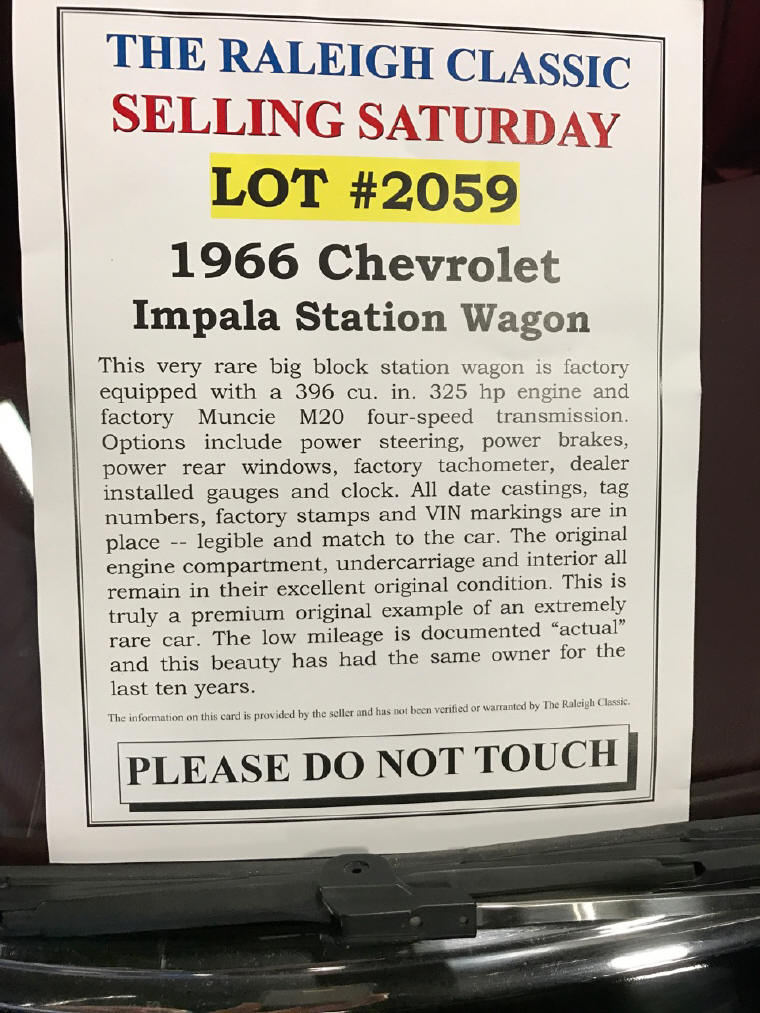 THE RALEIGH CLASSIC
SELLING SATURDAY
LOT #2059
1966 Chevrolet
Impala Station Wagon
This very rare big block station wagon is factory
equipped with a 396 cu. in. 325 hp engine and
factory Muncie M20 four-speed transmission.
Options include power steering, power brakes,
power rear windows, factory tachometer, dealer
installed gauges and clock. All date castings, tag
numbers, factory stamps and VIN markings are in
place -- legible and match to the car. The original
engine compartment, undercarriage and interior all
remain in their excellent original condition. This is
truly a premium original example of an extremely
rare car. The low mileage is documented “actual”
and this beauty has had the same owner for the
last ten years.
The information on this card is provided by the seller and has not been verified or warranted by The Raleigh Classic.
PLEASE DO NOT TOUCH